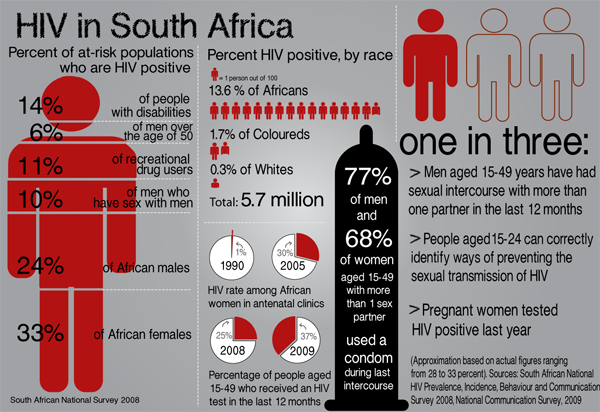 HIV in South Africa
Percent of at-risk populations
who are HIV positive
14%
of people
with disabilities
6%
of men over
the age of 50
11%
of recreational
drug users
10%
of men who
have sex with men
24%
of African males
33%
of African females
South African National Survey 2008
Percent HIV positive, by race
= 1 person out of 100
13.6 % of Africans
1.7% of Coloureds
0.3% of Whites
Total: 5.7 million
1%
1990
30%
2005
HIV rate among African
women in antenatal clinics
25%
2008
37%
2009
Percentage of people aged
15-49 who received an HIV
test in the last 12 months
77%
of men
and
68%
of women
aged 15-49
with more
than 1 sex
partner
used a
condom
during last
intercourse
one in three:
> Men aged 15-49 years have had
sexual intercourse with more than
one partner in the last 12 months
> People aged 15-24 can correctly
identify ways of preventing the
sexual transmission of HIV
> Pregnant women tested
HIV positive last year
(Approximation based on actual figures ranging
from 28 to 33 percent). Sources: South African National
HIV Prevalence, Incidence, Behaviour and Communication
Survey 2008, National Communication Survey, 2009